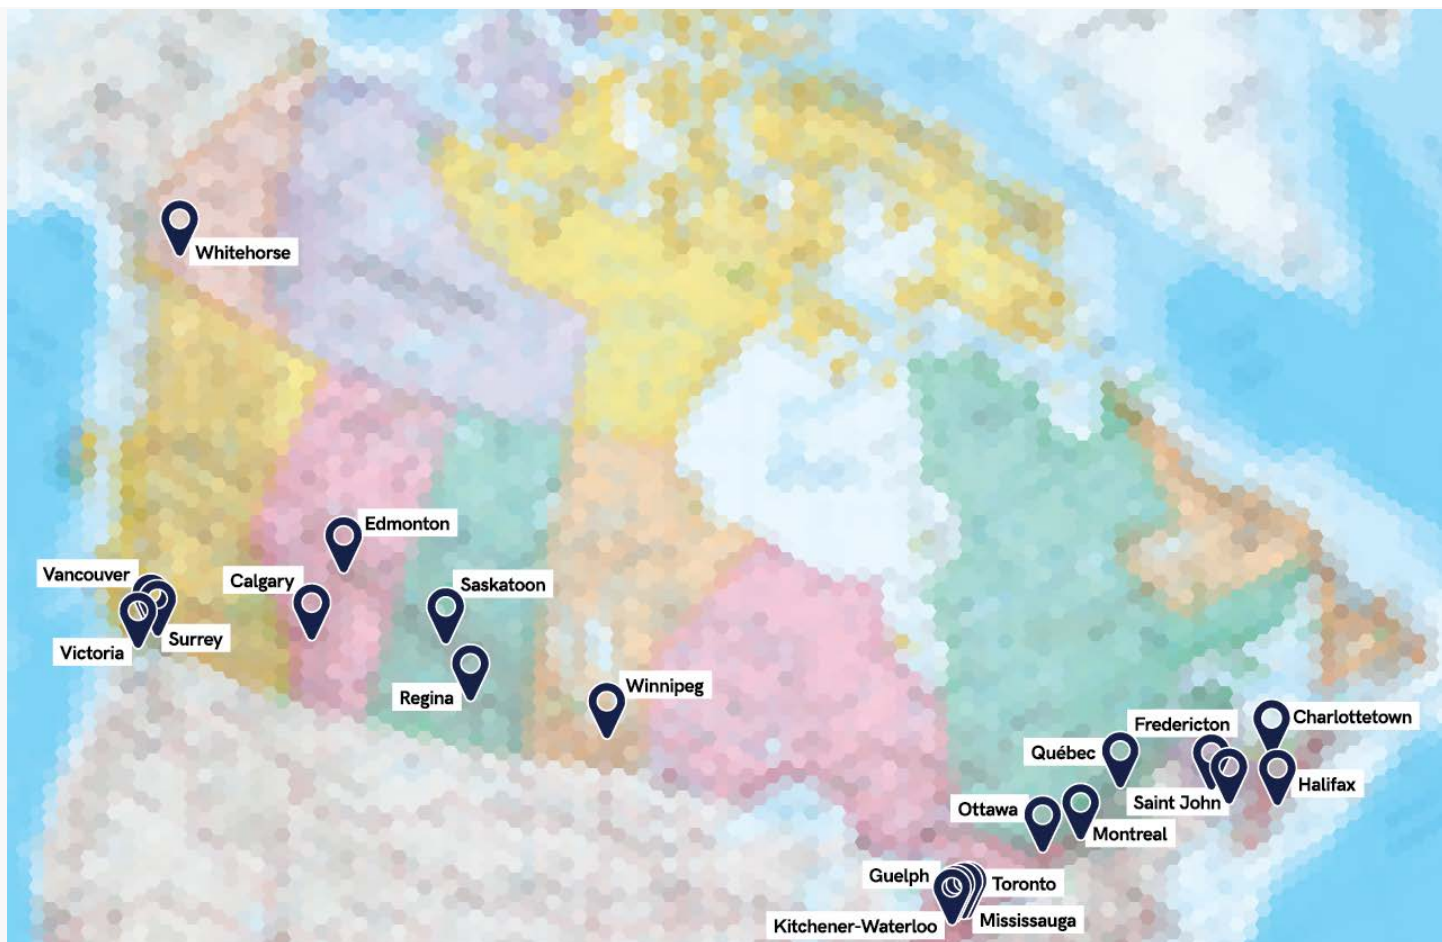 Whitehorse
Edmonton
Vancouver
Calgary
Saskatoon
Surrey
Victoria
Regina
Winnipeg
Fredericton
Charlottetown
Québec
Halifax
Saint John
Ottawa
Montreal
Guelph
Toronto
Mississauga
Kitchener-Waterloo